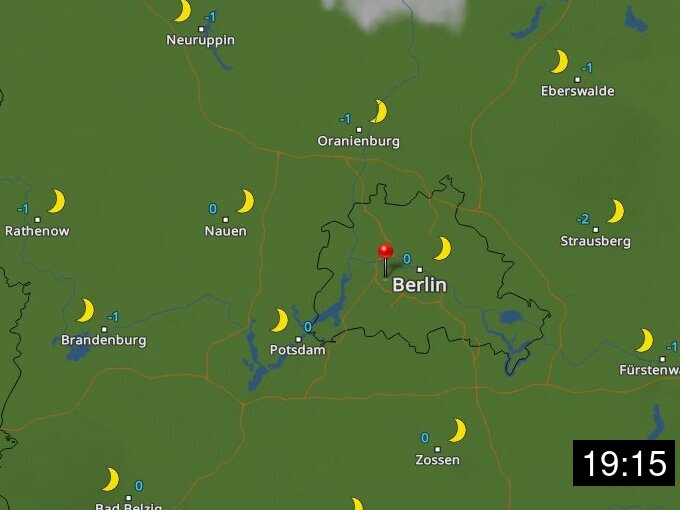 -1
Neuruppin
-1
Eberswalde
-1
Oranienburg
-1
Rathenow
0
Nauen
-2
Strausberg
0
Berlin
-1
Brandenburg
0
Potsdam
-1
Fürstenwa
0
Zossen
19:15
0
Bad Belzig